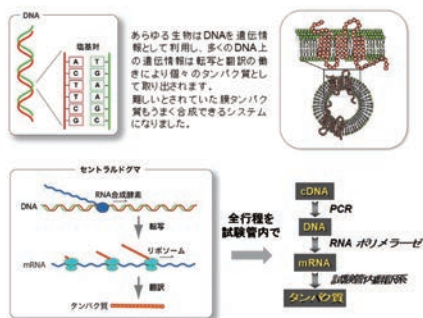 DNA
塩基対
A T
C G
T A
T A
C G
C G
あらゆる生物はDNAを遺伝情
報として利用し、多くのDNA上
の遺伝情報は転写と翻訳の働
きにより個々のタンパク質とし
て取り出されます。
難しいとされていた膜タンパク
質もうまく合成できるシステム
になりました。
セントラルドグマ
RNA合成酵素
DNA
転写
リボソーム
mRNA
翻訳
タンパク質
全行程を
試験管内で
cDNA
PCR
DNA
RNA ポリメラーゼ
mRNA
試験管内翻訳系
タンパク質